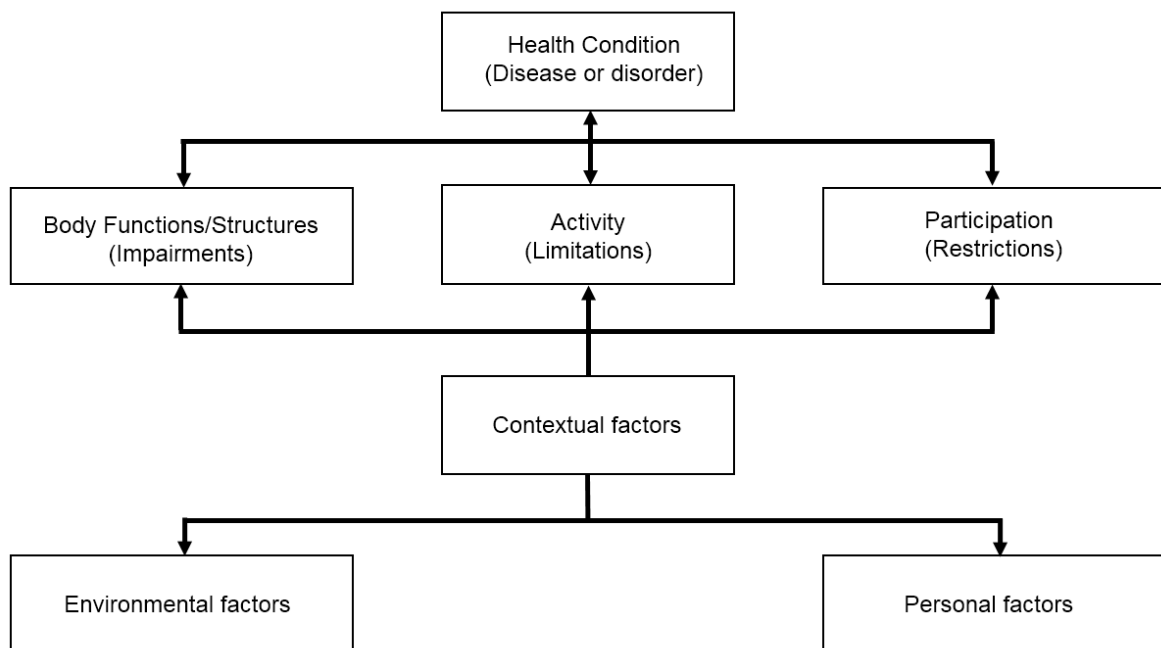 Health Condition
(Disease or disorder)
Body Functions/Structures
(Impairments)
Activity
(Limitations)
Participation
(Restrictions)
Contextual factors
Environmental factors
Personal factors